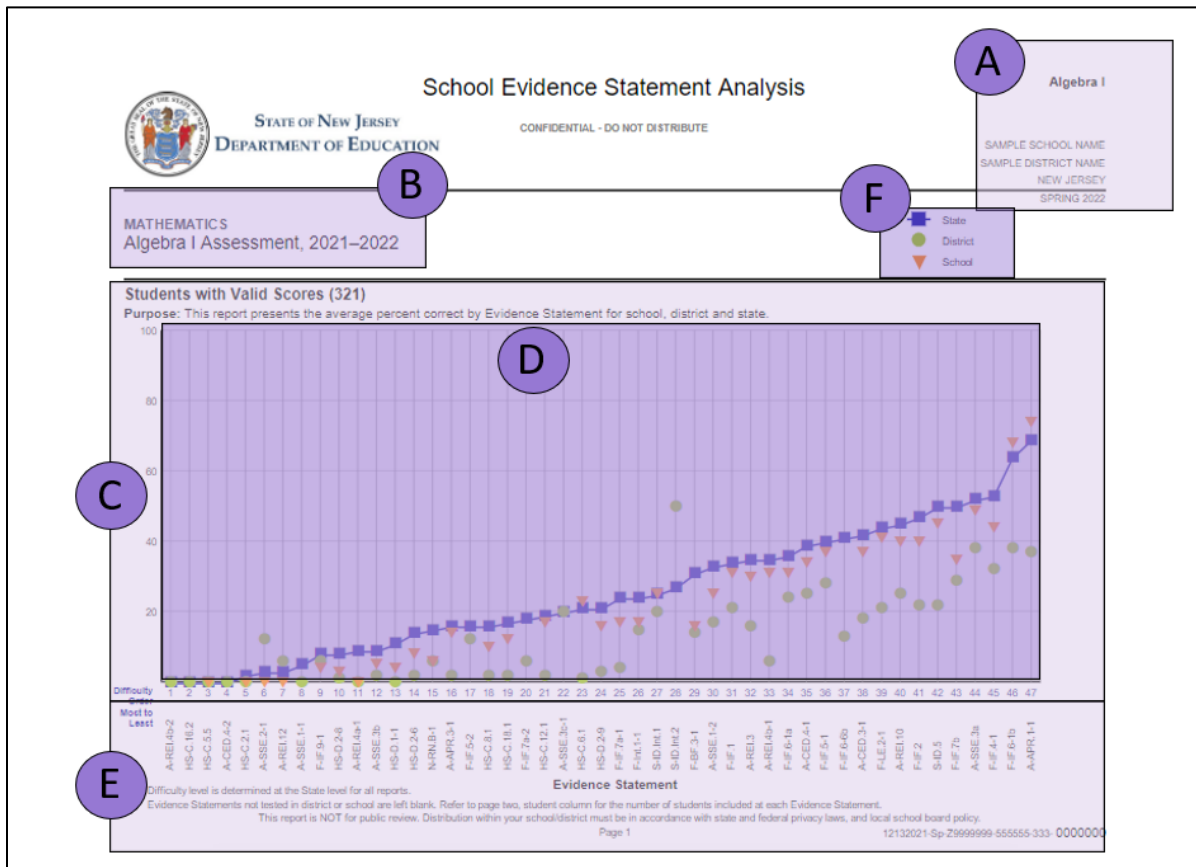 A
Algebra I
School Evidence Statement Analysis
CONFIDENTIAL - DO NOT DISTRIBUTE
STATE OF NEW JERSEY
DEPARTMENT OF EDUCATION
SAMPLE SCHOOL NAME
SAMPLE DISTRICT NAME
NEW JERSEY
SPRING 2022
B
F
MATHEMATICS
Algebra I Assessment, 2021–2022
State
District
School
Students with Valid Scores (321)
Purpose: This report presents the average percent correct by Evidence Statement for school, district and state.
D
100
80
60
C
40
20
Difficulty Order Most to Least
1 2 3 4 5 6 7 8 9 10 11 12 13 14 15 16 17 18 19 20 21 22 23 24 25 26 27 28 29 30 31 32 33 34 35 36 37 38 39 40 41 42 43 44 45 46 47
A-REI.4b-2
HS-C.16.2
HS-C.5.5
A-CED.4-2
HS-C.2.1
A-SSE.2-1
A-REI.12
A-SSE.1-1
F-IF.9-1
HS-D.2-8
A-REI.4a-1
A-SSE.3b
HS-D.1-1
HS-D.2-6
N-RN.B-1
A-APR.3-1
F-IF.5-2
HS-C.8.1
HS-C.18.1
F-IF.7a-2
HS-C.12.1
A-SSE.3c-1
HS-C.6.1
HS-D.2-9
F-IF.7a-1
F-Int.1-1
S-ID.Int.1
S-ID.Int.2
F-BF.3-1
A-SSE.1-2
F-IF.1
A-REI.3
A-REI.4b-1
F-IF.6-1a
A-CED.4-1
F-IF.5-1
F-IF.6-6b
A-CED.3-1
F-LE.2-1
A-REI.10
F-IF.2
S-ID.5
F-IF.7b
A-SSE.3a
F-IF.4-1
F-IF.6-1b
A-APR.1-1
E
Evidence Statement
Difficulty level is determined at the State level for all reports.
Evidence Statements not tested in district or school are left blank. Refer to page two, student column for the number of students included at each Evidence Statement.
This report is NOT for public review. Distribution within your school/district must be in accordance with state and federal privacy laws, and local school board policy.
Page 1
12132021-Sp-Z9999999-555555-333- 0000000